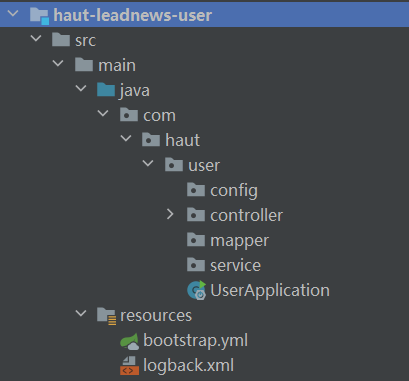 haut-leadnews-user
src
main
java
com
haut
user
config
controller
mapper
service
UserApplication
resources
bootstrap.yml
logback.xml